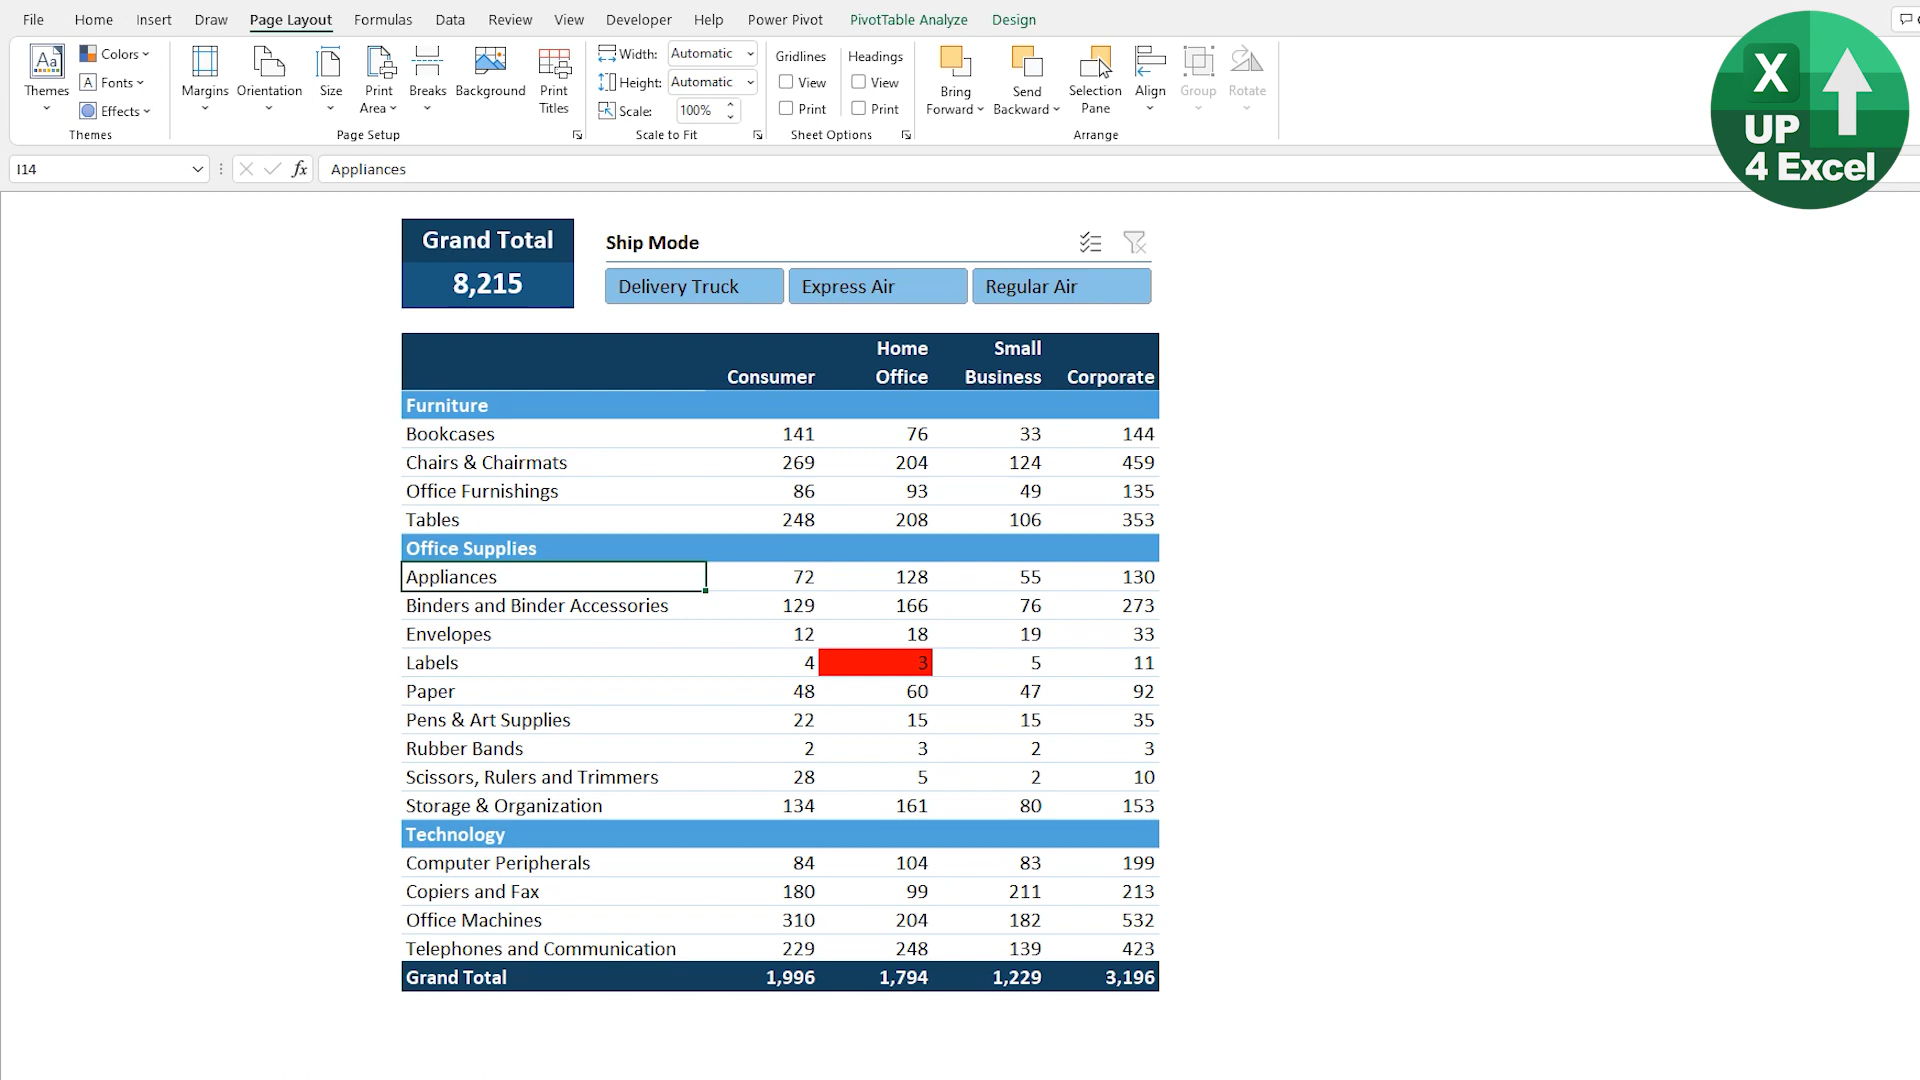 File Home Insert Draw Page Layout Formulas Data Review View Developer Help Power Pivot PivotTable Analyze Design
Themes
Colors
Fonts
Effects
Themes
Margins
Orientation
Size
Print
Area
Breaks
Background
Print
Titles
Page Setup
Width: Automatic
Height: Automatic
Scale: 100%
Scale to Fit
Gridlines
View
Print
Headings
View
Print
Sheet Options
Bring
Forward
Send
Backward
Selection
Pane
Align
Group
Rotate
Arrange
X
UP
4 Excel
I14
fx Appliances
Grand Total
8,215
Ship Mode
Delivery Truck Express Air Regular Air
Home Small
Consumer Office Business Corporate
Furniture
Bookcases 141 76 33 144
Chairs & Chairmats 269 204 124 459
Office Furnishings 86 93 49 135
Tables 248 208 106 353
Office Supplies
Appliances 72 128 55 130
Binders and Binder Accessories 129 166 76 273
Envelopes 12 18 19 33
Labels 4 3 5 11
Paper 48 60 47 92
Pens & Art Supplies 22 15 15 35
Rubber Bands 2 3 2 3
Scissors, Rulers and Trimmers 28 5 2 10
Storage & Organization 134 161 80 153
Technology
Computer Peripherals 84 104 83 199
Copiers and Fax 180 99 211 213
Office Machines 310 204 182 532
Telephones and Communication 229 248 139 423
Grand Total 1,996 1,794 1,229 3,196